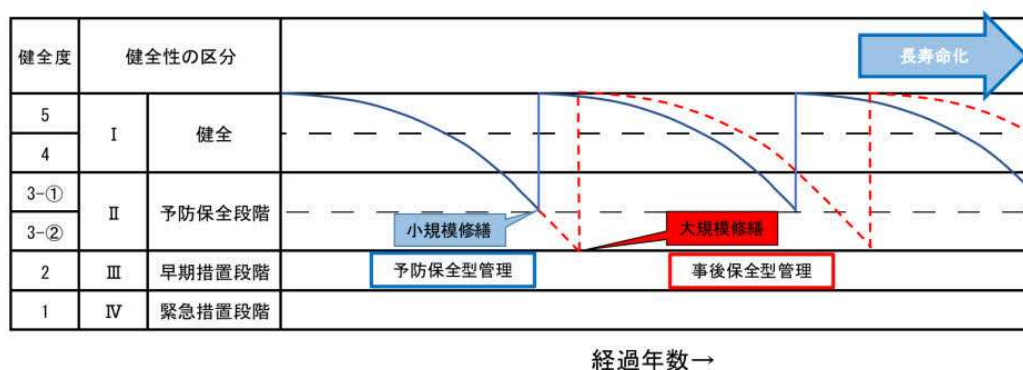 健全度 健全性の区分 長寿命化
5 Ⅰ 健全
4
3-① Ⅱ 予防保全段階
3-②
小規模修繕 大規模修繕
2 Ⅲ 早期措置段階 予防保全型管理 事後保全型管理
1 Ⅳ 緊急措置段階
経過年数→